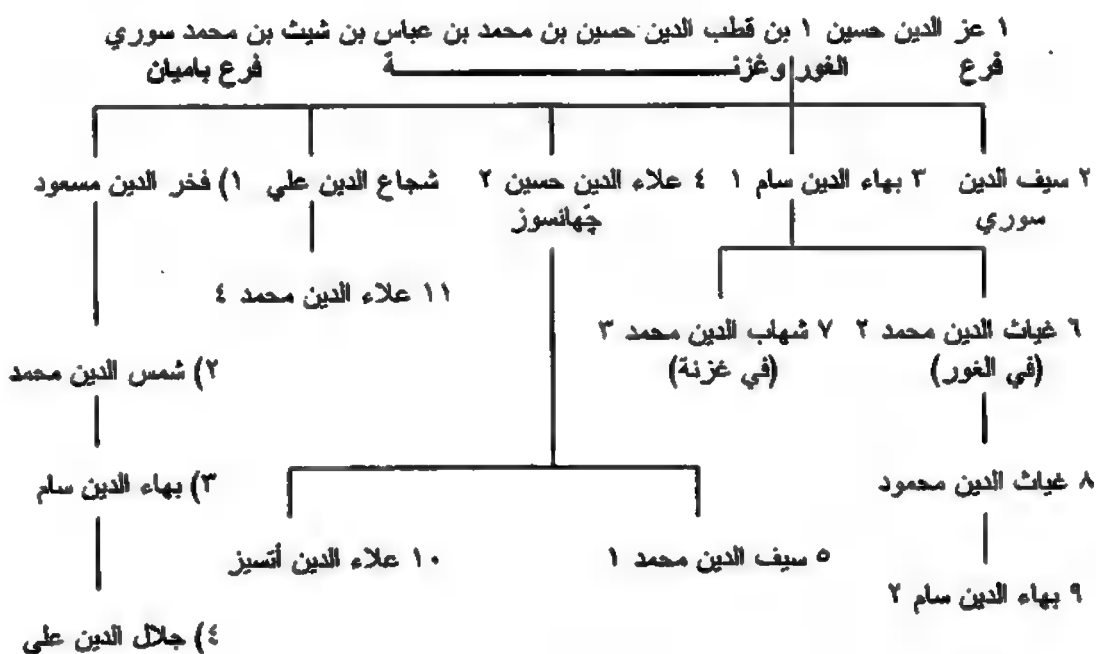 ١ عز الدين حسين ١ بن قطب الدين حسين بن محمد بن عباس بن شيث بن محمد سوري
فرع الغور وغزنــــــــة فرع باميان
٢ سيف الدين ٣ بهاء الدين سام ١ ٤ علاء الدين حسين ٢ شجاع الدين علي ١) فخر الدين مسعود
سوري جهانسوز
١١ علاء الدين محمد ٤
٦ غياث الدين محمد ٢ ٧ شهاب الدين محمد ٣
٢) شمس الدين محمد
(في الغور) (في غزنة)
٨ غياث الدين محمود ٣) بهاء الدين سام
٥ سيف الدين محمد ١ ١٠ علاء الدين أتسيز
٩ بهاء الدين سام ٢
٤) جلال الدين علي